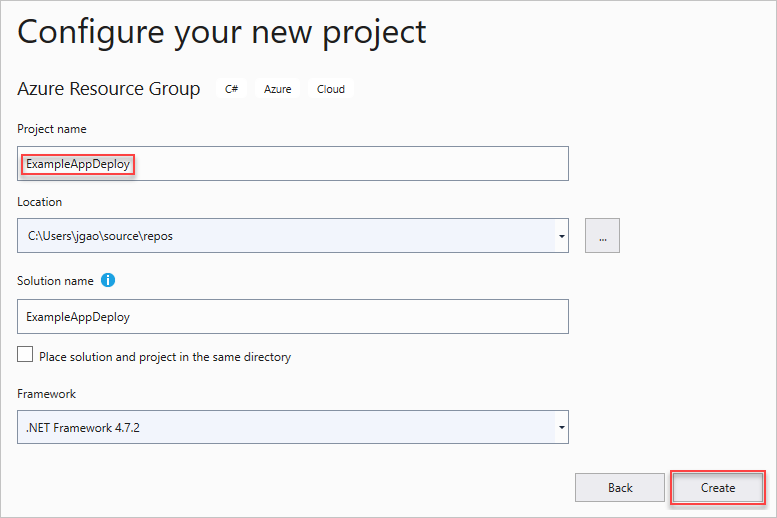 Configure your new project
Azure Resource Group C# Azure Cloud
Project name
ExampleAppDeploy
Location
C:\Users\jgao\source\repos
...
Solution name
ExampleAppDeploy
Place solution and project in the same directory
Framework
.NET Framework 4.7.2
Back Create